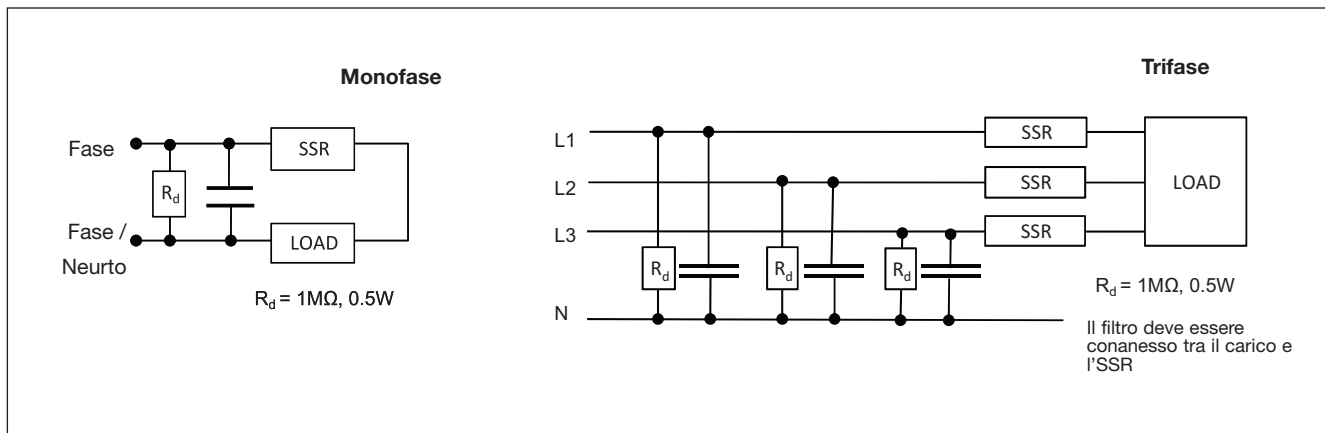 Monofase
Fase
SSR
Rd
Fase /
Neurto
LOAD
Rd = 1MΩ, 0.5W
Trifase
L1
SSR
L2
SSR
LOAD
L3
SSR
Rd
Rd
Rd
Rd = 1MΩ, 0.5W
N
Il filtro deve essere
conanesso tra il carico e
l'SSR